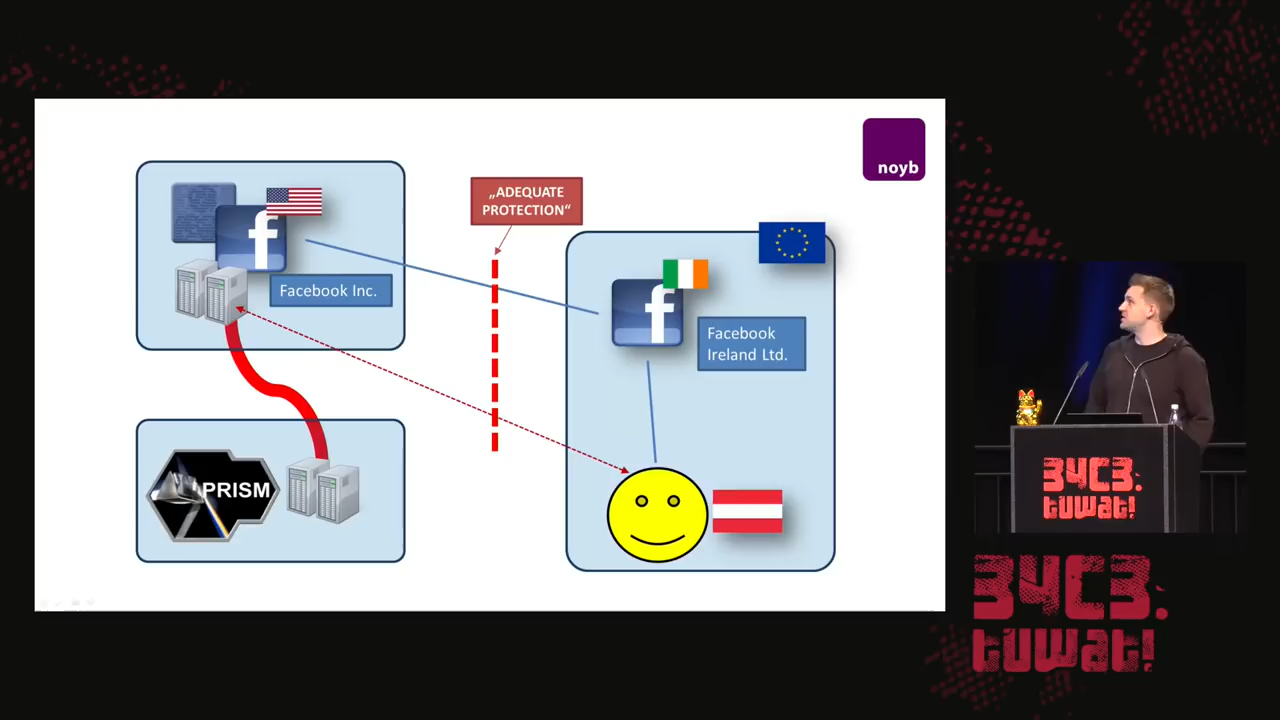 noyb
„ADEQUATE
PROTECTION“
Facebook Inc.
Facebook
Ireland Ltd.
PRISM
34C3.
tuwat!
34C3.
tuwat!